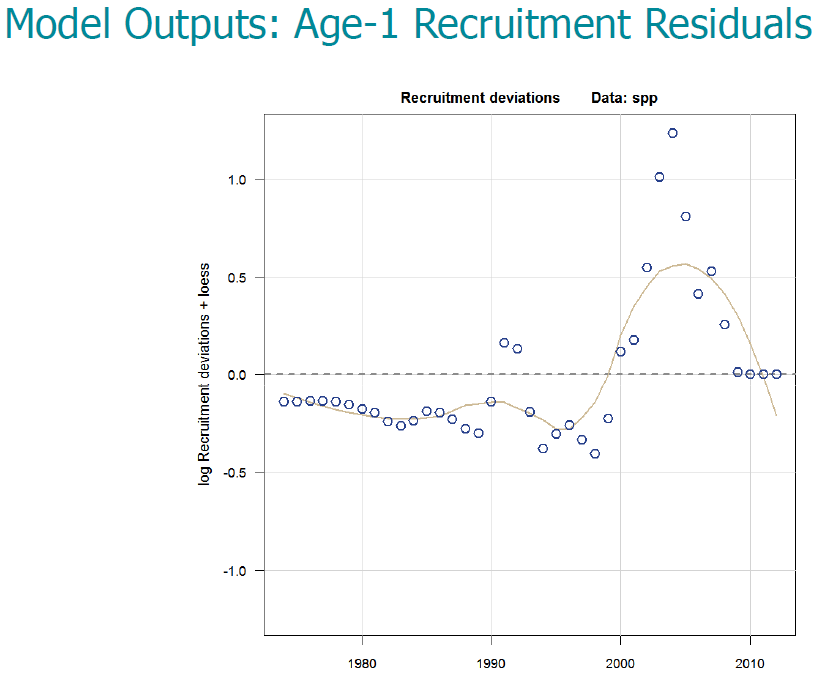 Model Outputs: Age-1 Recruitment Residuals
Recruitment deviations Data: spp
log Recruitment deviations + loess
1.0
0.5
0.0
-0.5
-1.0
1980 1990 2000 2010